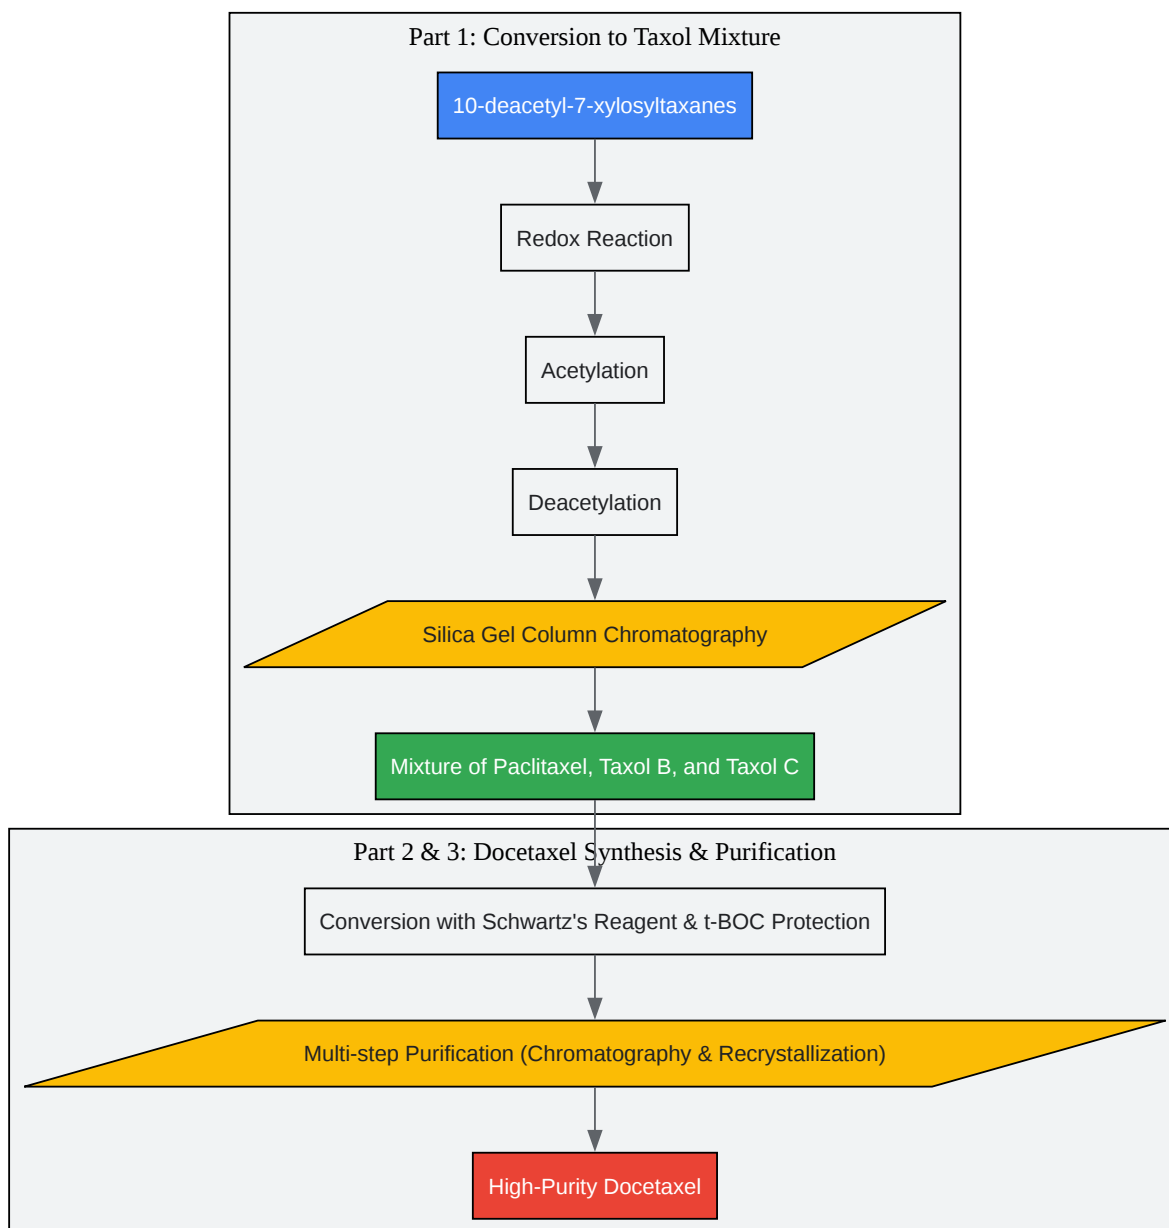 Part 1: Conversion to Taxol Mixture
10-deacetyl-7-xylosyltaxanes
Redox Reaction
Acetylation
Deacetylation
Silica Gel Column Chromatography
Mixture of Paclitaxel, Taxol B, and Taxol C
Part 2 & 3: Docetaxel Synthesis & Purification
Conversion with Schwartz's Reagent & t-BOC Protection
Multi-step Purification (Chromatography & Recrystallization)
High-Purity Docetaxel